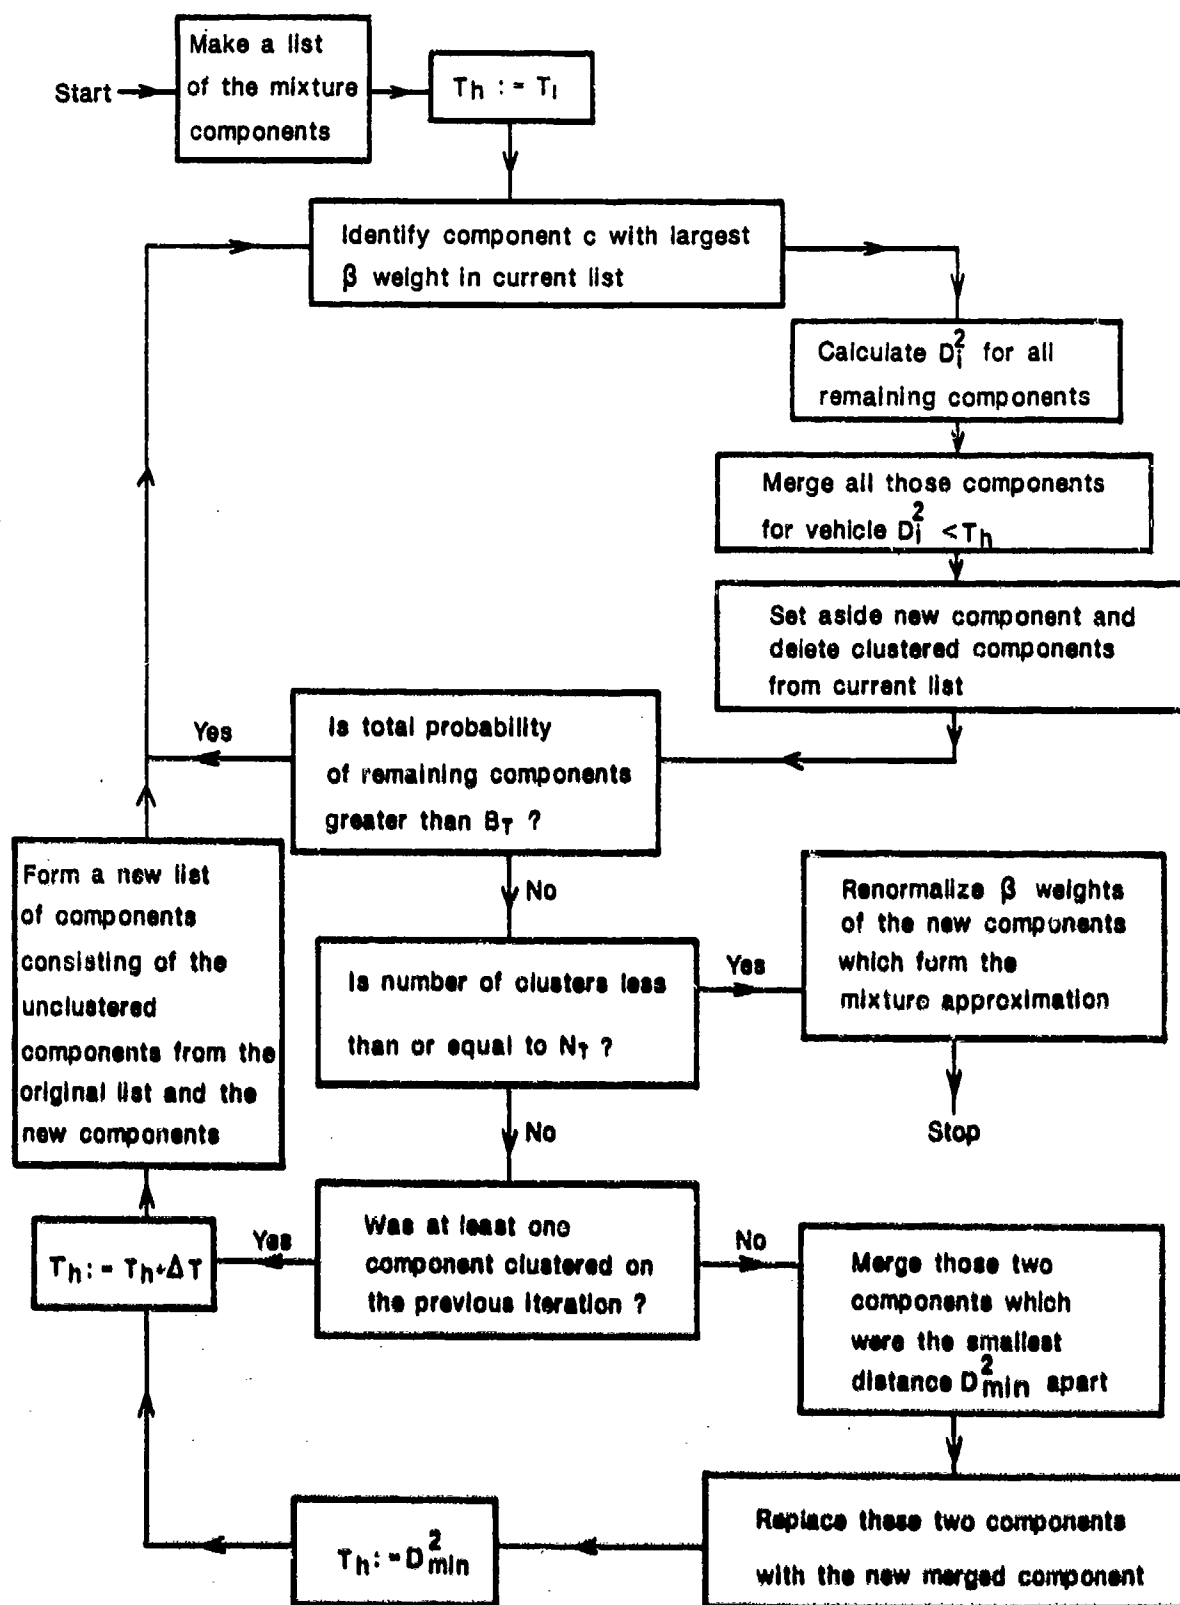 Start
Make a list
of the mixture
components
Th := T₁
Identify component c with largest
β weight in current list
Calculate Dᵢ² for all
remaining components
Merge all those components
for vehicle Dᵢ² < Th
Set aside new component and
delete clustered components
from current list
Is total probability
of remaining components
greater than B_T ?
Yes
No
Form a new list
of components
consisting of the
unclustered
components from the
original list and the
new components
Is number of clusters less
than or equal to N_T ?
Yes
No
Renormalize β weights
of the new components
which form the
mixture approximation
Stop
Was at least one
component clustered on
the previous iteration ?
Yes
No
Th := Th+ΔT
Merge those two
components which
were the smallest
distance D²min apart
Replace these two components
with the new merged component
Th := D²min